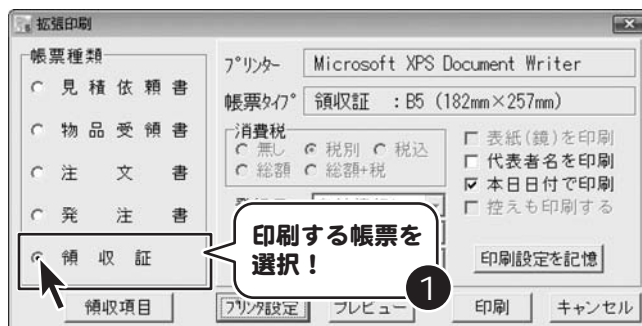 拡張印刷
帳票種類
見積依頼書
物品受領書
注文書
発注書
領収証
領収項目
プリンター Microsoft XPS Document Writer
帳票タイプ 領収証 :B5 (182mm×257mm)
消費税
無し 税別 税込
総額 総額+税
表紙(鏡)を印刷
代表者名を印刷
本日日付で印刷
控えも印刷する
印刷する帳票を
選択!
1
印刷設定を記憶
プリンタ設定 プレビュー 印刷 キャンセル